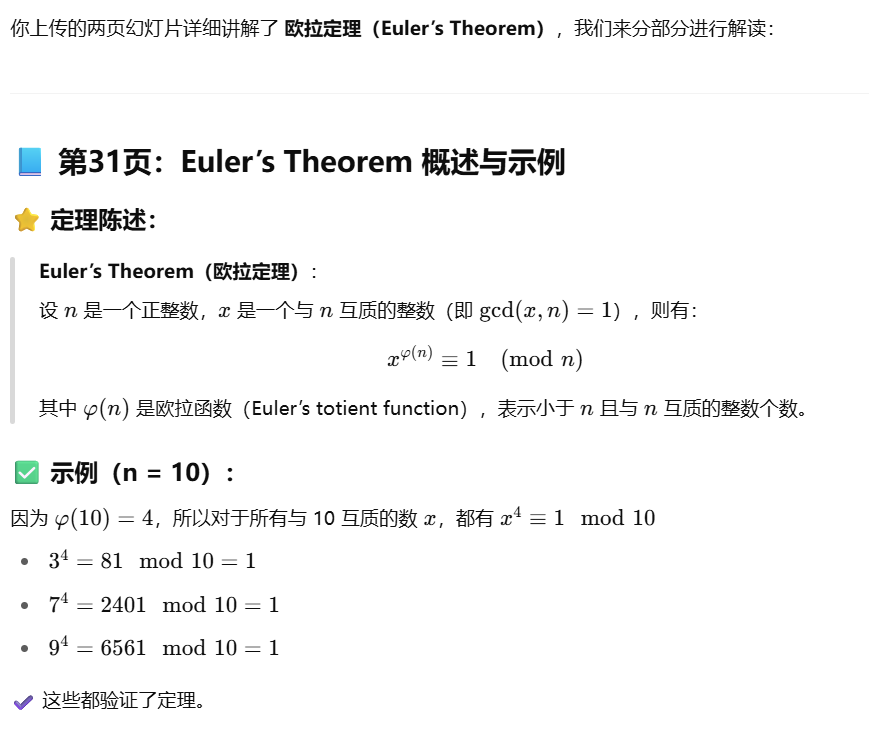 你上传的两页幻灯片详细讲解了 欧拉定理（Euler’s Theorem），我们来分部分进行解读：
📘 第31页：Euler’s Theorem 概述与示例
⭐ 定理陈述：
Euler’s Theorem（欧拉定理）：
设 n 是一个正整数，x 是一个与 n 互质的整数（即 gcd(x, n) = 1），则有：
x^φ(n) ≡ 1 (mod n)
其中 φ(n) 是欧拉函数（Euler’s totient function），表示小于 n 且与 n 互质的整数个数。
✅ 示例（n = 10）：
因为 φ(10) = 4，所以对于所有与 10 互质的数 x，都有 x⁴ ≡ 1 mod 10
• 3⁴ = 81 mod 10 = 1
• 7⁴ = 2401 mod 10 = 1
• 9⁴ = 6561 mod 10 = 1
✔ 这些都验证了定理。